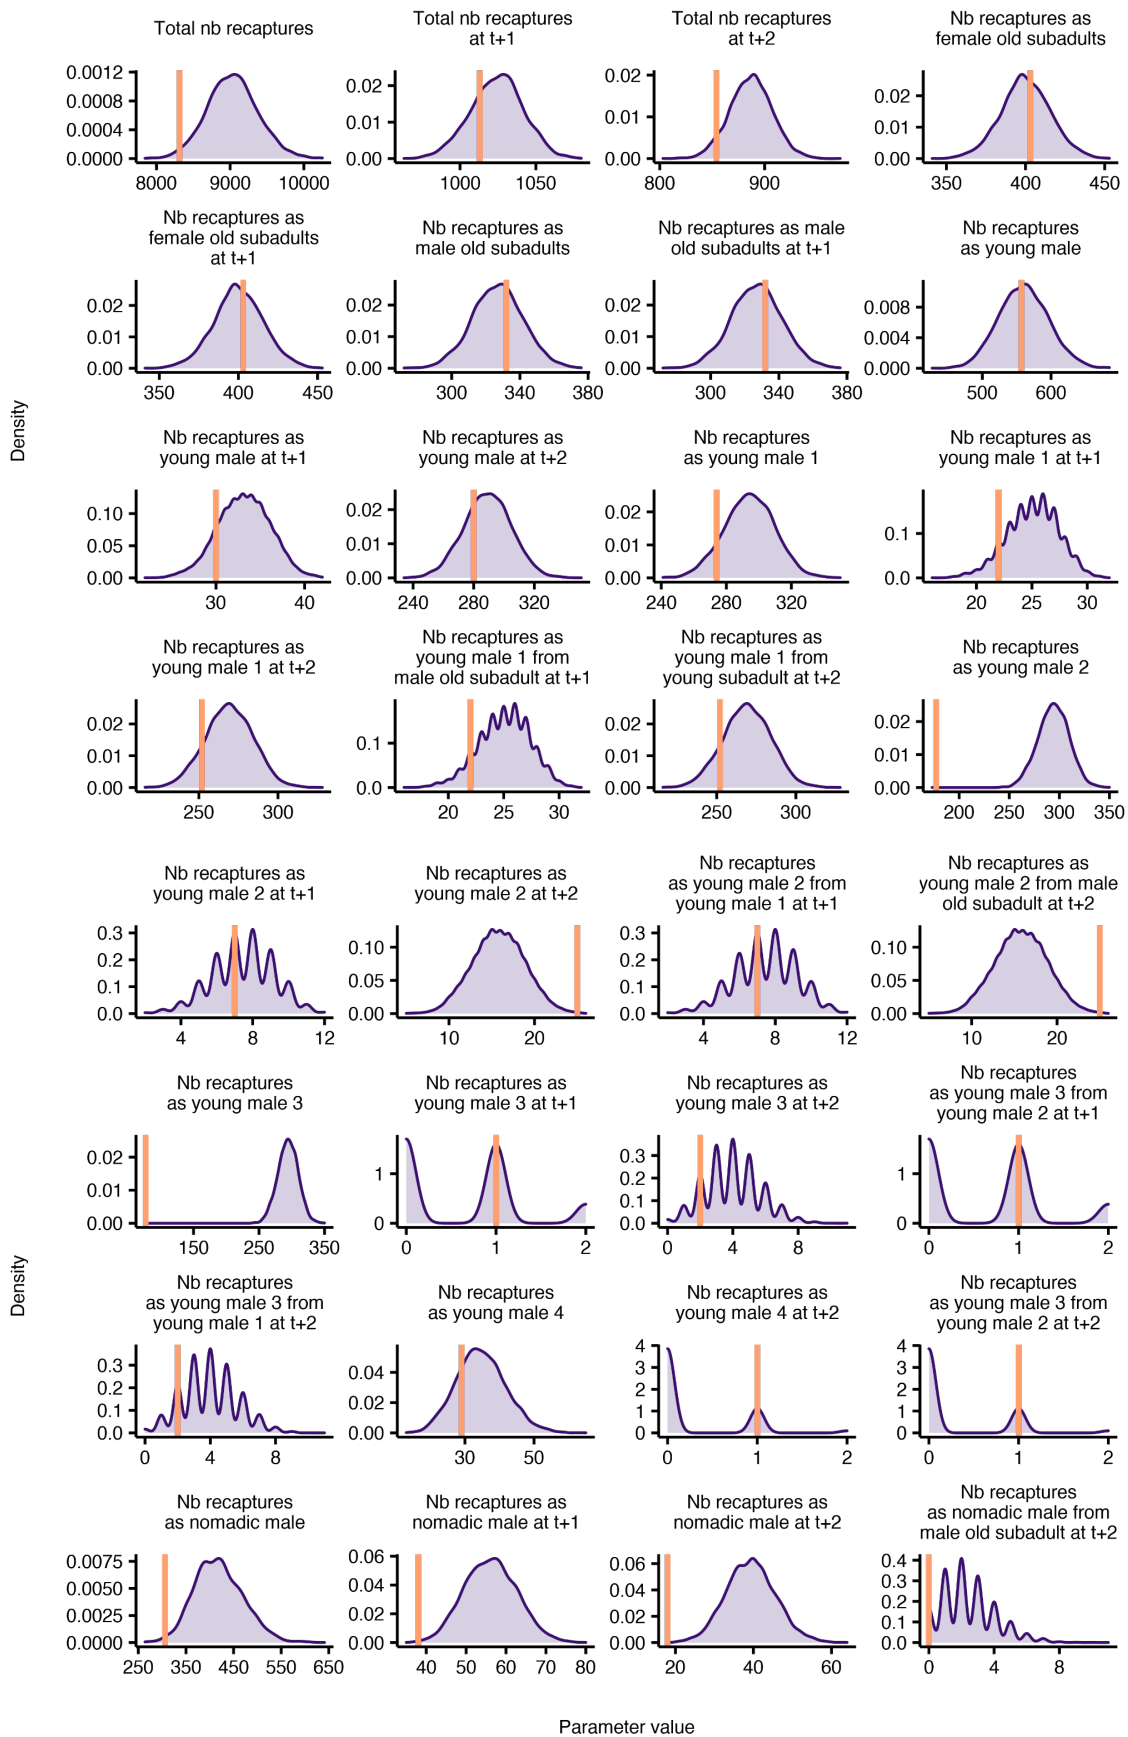 Total nb recaptures
Total nb recaptures
at t+1
Total nb recaptures
at t+2
Nb recaptures as
female old subadults
0.0012
0.0008
0.0004
0.0000
8000 9000 10000
0.02
0.01
0.00
1000 1050
0.02
0.01
0.00
800 900
0.02
0.01
0.00
350 400 450
Nb recaptures as
female old subadults
at t+1
Nb recaptures as
male old subadults
Nb recaptures as male
old subadults at t+1
Nb recaptures
as young male
0.02
0.01
0.00
350 400 450
0.02
0.01
0.00
300 340 380
0.02
0.01
0.00
300 340 380
0.008
0.004
0.000
500 600
Density
Nb recaptures as
young male at t+1
Nb recaptures as
young male at t+2
Nb recaptures
as young male 1
Nb recaptures as
young male 1 at t+1
0.10
0.05
0.00
30 40
0.02
0.01
0.00
240 280 320
0.02
0.01
0.00
240 280 320
0.1
0.0
20 25 30
Nb recaptures as
young male 1 at t+2
Nb recaptures as
young male 1 from
male old subadult at t+1
Nb recaptures as
young male 1 from
young subadult at t+2
Nb recaptures
as young male 2
0.02
0.01
0.00
250 300
0.1
0.0
20 25 30
0.02
0.01
0.00
250 300
0.02
0.01
0.00
200 250 300 350
Nb recaptures as
young male 2 at t+1
Nb recaptures as
young male 2 at t+2
Nb recaptures
as young male 2 from
young male 1 at t+1
Nb recaptures as
young male 2 from male
old subadult at t+2
0.3
0.2
0.1
0.0
4 8 12
0.10
0.05
0.00
10 20
0.3
0.2
0.1
0.0
4 8 12
0.10
0.05
0.00
10 20
Nb recaptures
as young male 3
Nb recaptures as
young male 3 at t+1
Nb recaptures as
young male 3 at t+2
Nb recaptures
as young male 3 from
young male 2 at t+1
0.02
0.01
0.00
150 250 350
1
0
0 1 2
0.3
0.2
0.1
0.0
0 4 8
1
0
0 1 2
Density
Nb recaptures
as young male 3 from
young male 1 at t+2
Nb recaptures
as young male 4
Nb recaptures as
young male 4 at t+2
Nb recaptures
as young male 3 from
young male 2 at t+2
0.3
0.2
0.1
0.0
0 4 8
0.04
0.02
0.00
30 50
4
3
2
1
0
0 1 2
4
3
2
1
0
0 1 2
Nb recaptures
as nomadic male
Nb recaptures as
nomadic male at t+1
Nb recaptures as
nomadic male at t+2
Nb recaptures
as nomadic male from
male old subadult at t+2
0.0075
0.0050
0.0025
0.0000
250 350 450 550 650
0.06
0.04
0.02
0.00
40 50 60 70 80
0.06
0.04
0.02
0.00
20 40 60
0.4
0.3
0.2
0.1
0.0
0 4 8
Parameter value